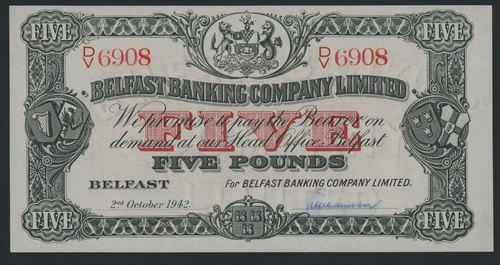 FIVE FIVE
D/V 6908 D/V 6908
BELFAST BANKING COMPANY LIMITED
We promise to pay the Bearer on
FIVE
demand at our Head Office Belfast
FIVE POUNDS
BELFAST For BELFAST BANKING COMPANY LIMITED.
2nd October 1942.
FIVE FIVE